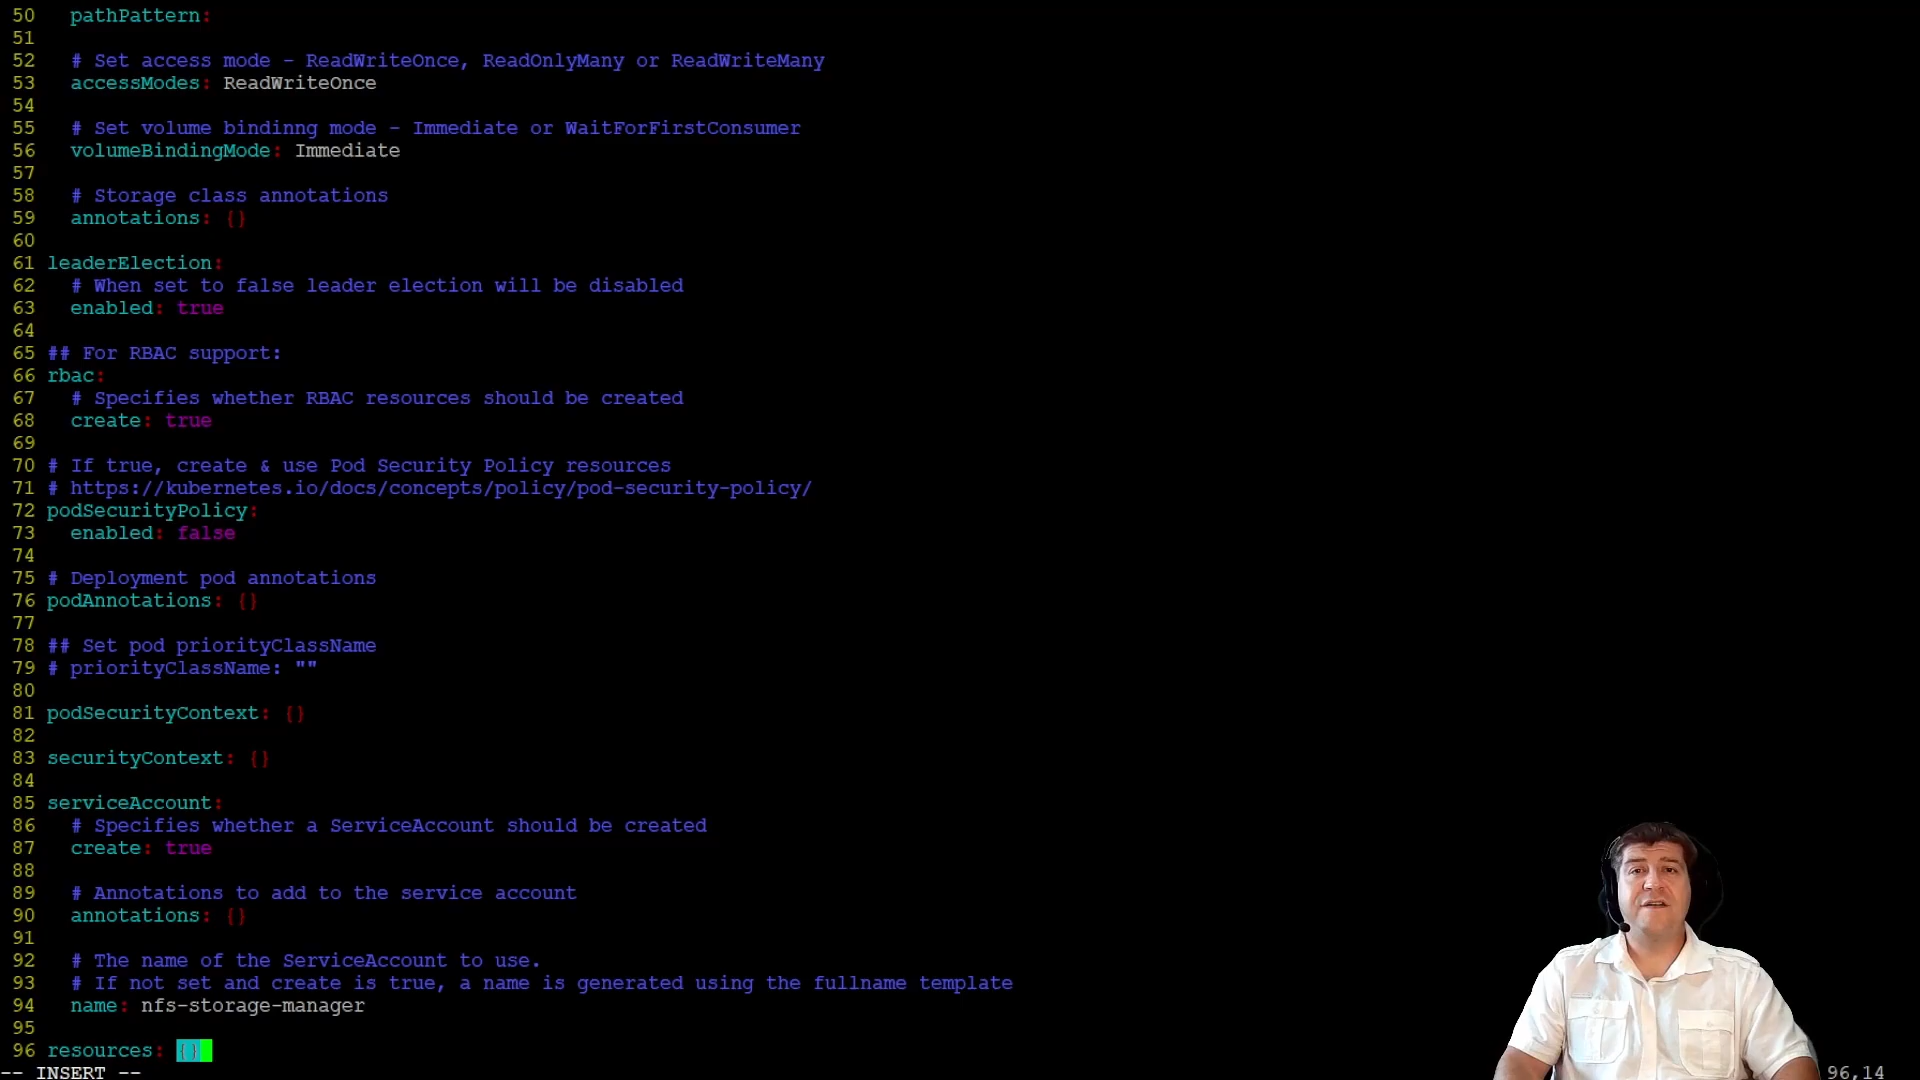 50   pathPattern:
51
52   # Set access mode - ReadWriteOnce, ReadOnlyMany or ReadWriteMany
53   accessModes: ReadWriteOnce
54
55   # Set volume bindinng mode - Immediate or WaitForFirstConsumer
56   volumeBindingMode: Immediate
57
58   # Storage class annotations
59   annotations: {}
60
61 leaderElection:
62   # When set to false leader election will be disabled
63   enabled: true
64
65 ## For RBAC support:
66 rbac:
67   # Specifies whether RBAC resources should be created
68   create: true
69
70 # If true, create & use Pod Security Policy resources
71 # https://kubernetes.io/docs/concepts/policy/pod-security-policy/
72 podSecurityPolicy:
73   enabled: false
74
75 # Deployment pod annotations
76 podAnnotations: {}
77
78 ## Set pod priorityClassName
79 # priorityClassName: ""
80
81 podSecurityContext: {}
82
83 securityContext: {}
84
85 serviceAccount:
86   # Specifies whether a ServiceAccount should be created
87   create: true
88
89   # Annotations to add to the service account
90   annotations: {}
91
92   # The name of the ServiceAccount to use.
93   # If not set and create is true, a name is generated using the fullname template
94   name: nfs-storage-manager
95
96 resources: {}
-- INSERT -- 96,14